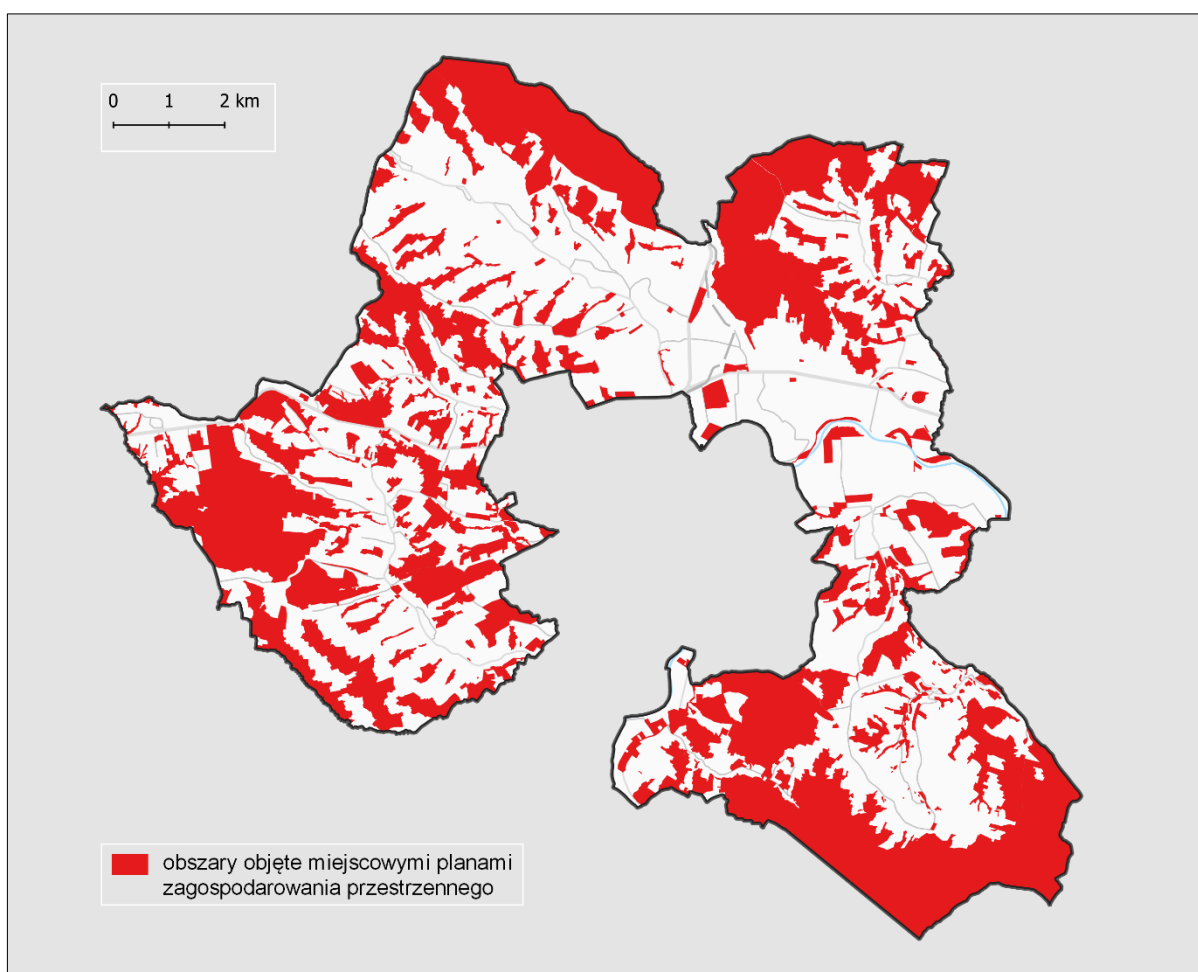 0 1 2 km
obszary objęte miejscowymi planami
zagospodarowania przestrzennego